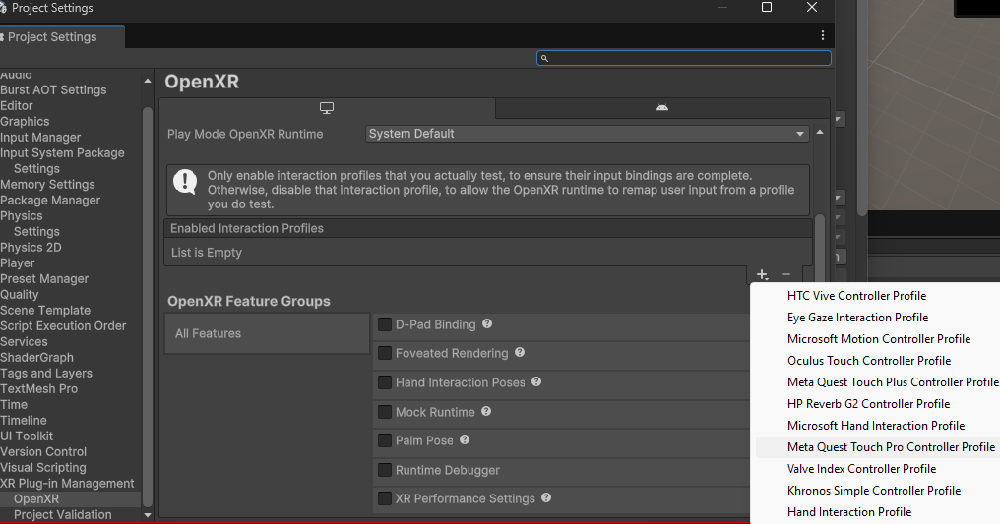 Project Settings
Project Settings
Audio
Burst AOT Settings
Editor
Graphics
Input Manager
Input System Package
Settings
Memory Settings
Package Manager
Physics
Settings
Physics 2D
Player
Preset Manager
Quality
Scene Template
Script Execution Order
Services
ShaderGraph
Tags and Layers
TextMesh Pro
Time
Timeline
UI Toolkit
Version Control
Visual Scripting
XR Plug-in Management
OpenXR
Project Validation
OpenXR
Play Mode OpenXR Runtime
System Default
Only enable interaction profiles that you actually test, to ensure their input bindings are complete.
Otherwise, disable that interaction profile, to allow the OpenXR runtime to remap user input from a profile
you do test.
Enabled Interaction Profiles
List is Empty
OpenXR Feature Groups
All Features
D-Pad Binding
Foveated Rendering
Hand Interaction Poses
Mock Runtime
Palm Pose
Runtime Debugger
XR Performance Settings
HTC Vive Controller Profile
Eye Gaze Interaction Profile
Microsoft Motion Controller Profile
Oculus Touch Controller Profile
Meta Quest Touch Plus Controller Profile
HP Reverb G2 Controller Profile
Microsoft Hand Interaction Profile
Meta Quest Touch Pro Controller Profile
Valve Index Controller Profile
Khronos Simple Controller Profile
Hand Interaction Profile